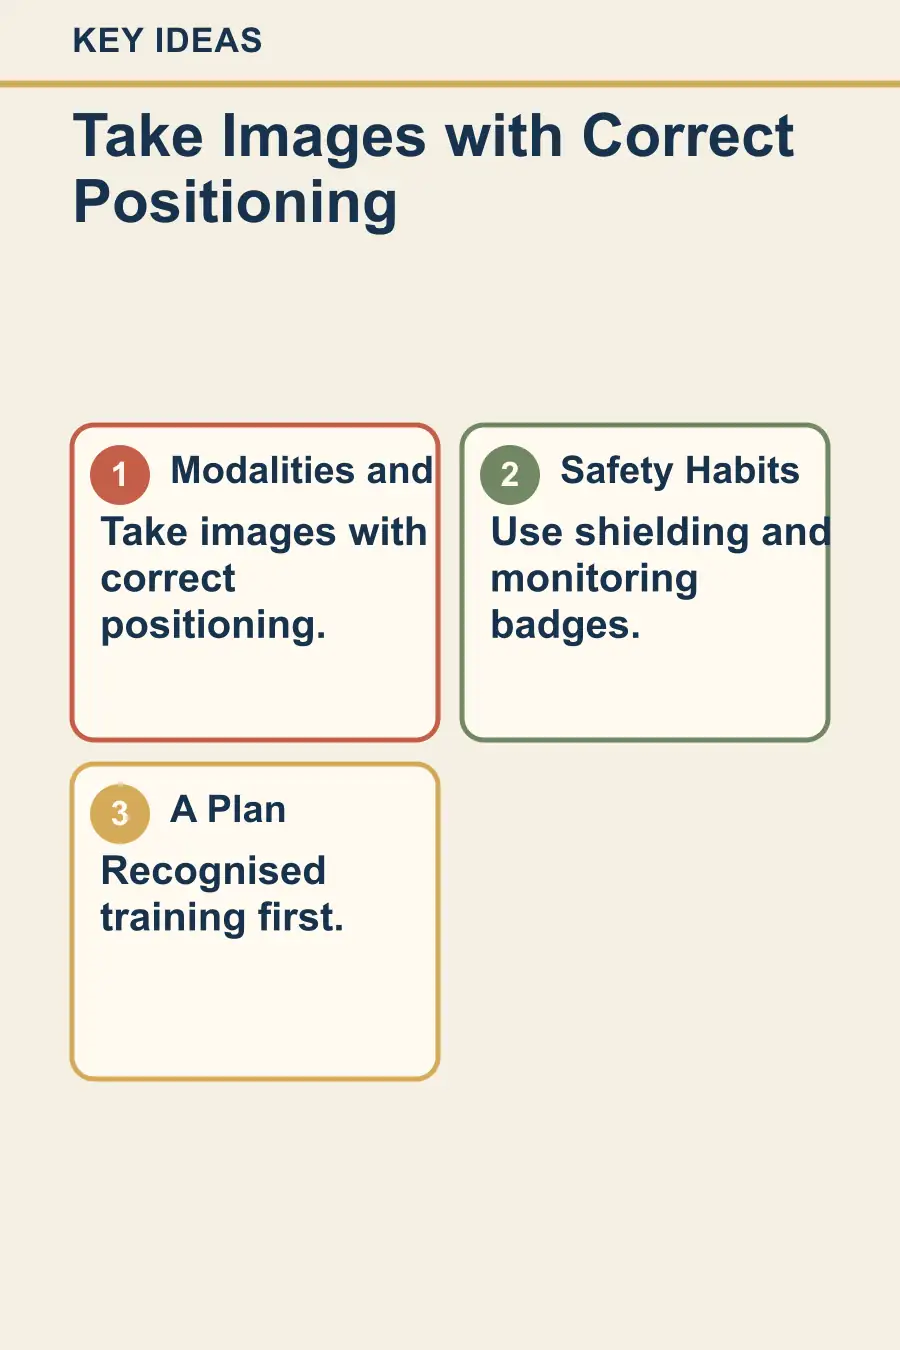 KEY IDEAS
Take Images with Correct
Positioning
1 Modalities and
Take images with
correct
positioning.
2 Safety Habits
Use shielding and
monitoring
badges.
3 A Plan
Recognised
training first.